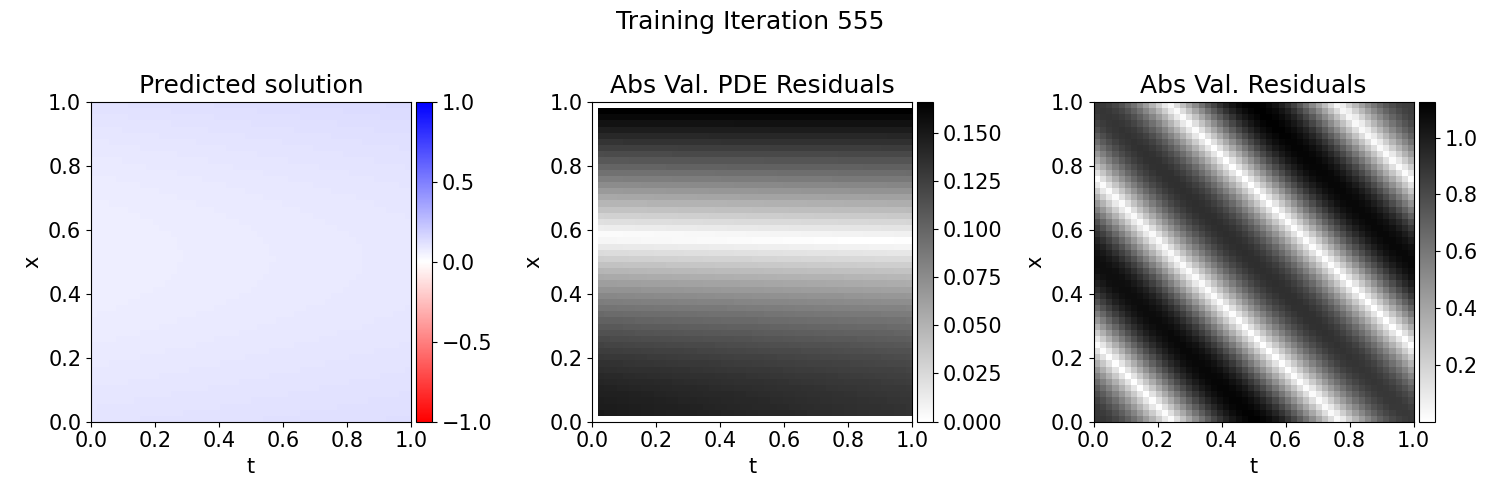 Training Iteration 555
Predicted solution
Abs Val. PDE Residuals
Abs Val. Residuals
1.0
0.8
0.6
0.4
0.2
0.0
x
0.0 0.2 0.4 0.6 0.8 1.0
t
1.0
0.5
0.0
−0.5
−1.0
1.0
0.8
0.6
0.4
0.2
0.0
x
0.0 0.2 0.4 0.6 0.8 1.0
t
0.150
0.125
0.100
0.075
0.050
0.025
0.000
1.0
0.8
0.6
0.4
0.2
0.0
x
0.0 0.2 0.4 0.6 0.8 1.0
t
1.0
0.8
0.6
0.4
0.2